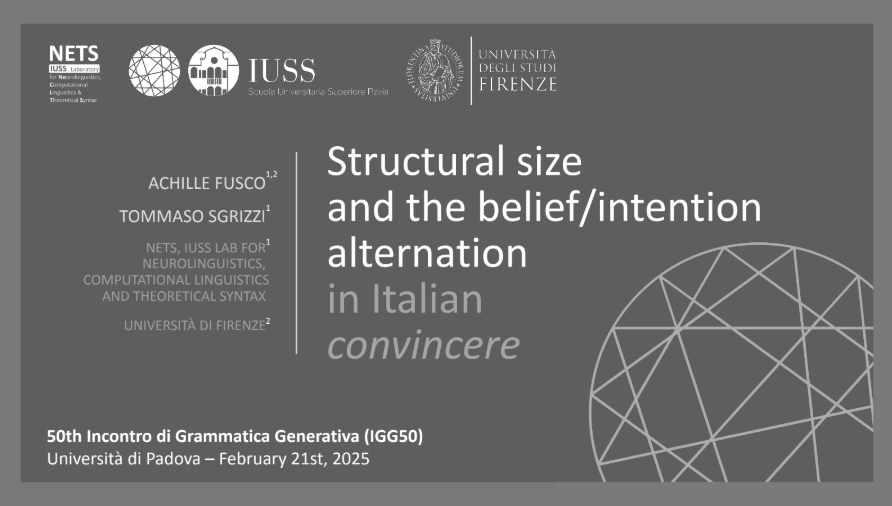 NETS
IUSS Laboratory
for Neurolinguistics,
Computational
Linguistics &
Theoretical Syntax
IUSS
Scuola Universitaria Superiore Pavia
UNIVERSITÀ
DEGLI STUDI
FIRENZE
ACHILLE FUSCO1,2
TOMMASO SGRIZZI1
NETS, IUSS LAB FOR1
NEUROLINGUISTICS,
COMPUTATIONAL LINGUISTICS
AND THEORETICAL SYNTAX
UNIVERSITÀ DI FIRENZE2
Structural size
and the belief/intention
alternation
in Italian
convincere
50th Incontro di Grammatica Generativa (IGG50)
Università di Padova – February 21st, 2025